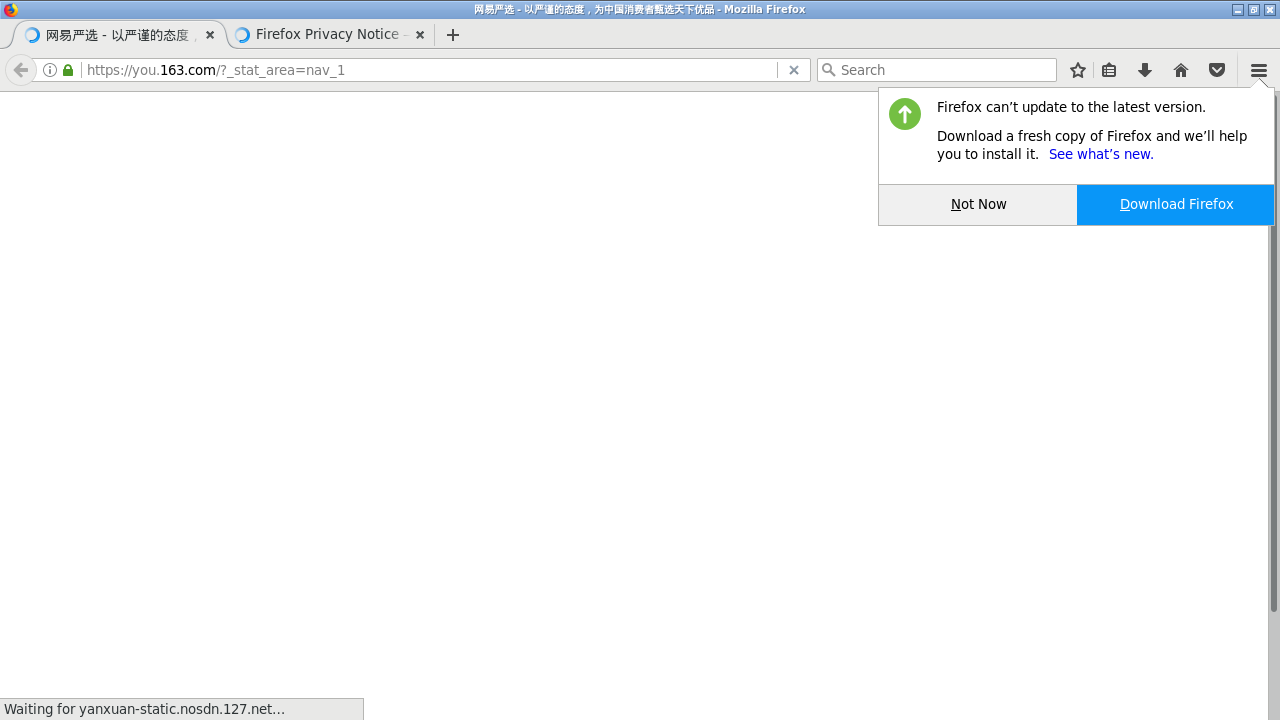 网易严选 - 以严谨的态度，为中国消费者甄选天下优品 - Mozilla Firefox
网易严选 - 以严谨的态度，
Firefox Privacy Notice –
https://you.163.com/?_stat_area=nav_1
Search
Firefox can’t update to the latest version.
Download a fresh copy of Firefox and we’ll help
you to install it. See what’s new.
Not Now
Download Firefox
Waiting for yanxuan-static.nosdn.127.net…